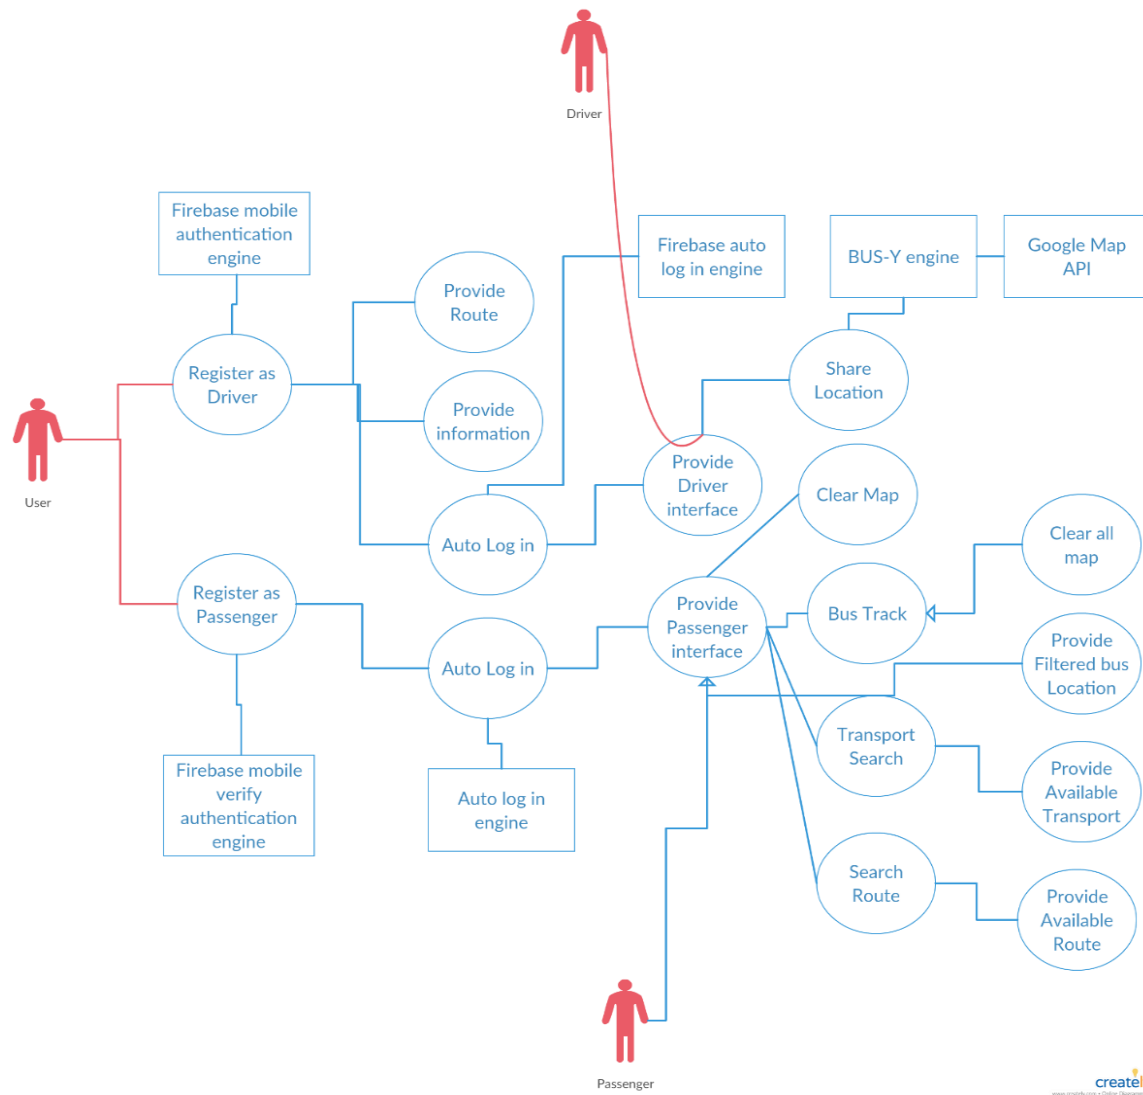 Driver
Firebase mobile
authentication
engine
Firebase auto
log in engine
BUS-Y engine
Google Map
API
Provide
Route
Register as
Driver
Share
Location
Provide
information
User
Provide
Driver
interface
Clear Map
Auto Log in
Clear all
map
Register as
Passenger
Provide
Passenger
interface
Bus Track
Auto Log in
Provide
Filtered bus
Location
Transport
Search
Firebase mobile
verify
authentication
engine
Auto log in
engine
Provide
Available
Transport
Search
Route
Provide
Available
Route
Passenger
createl